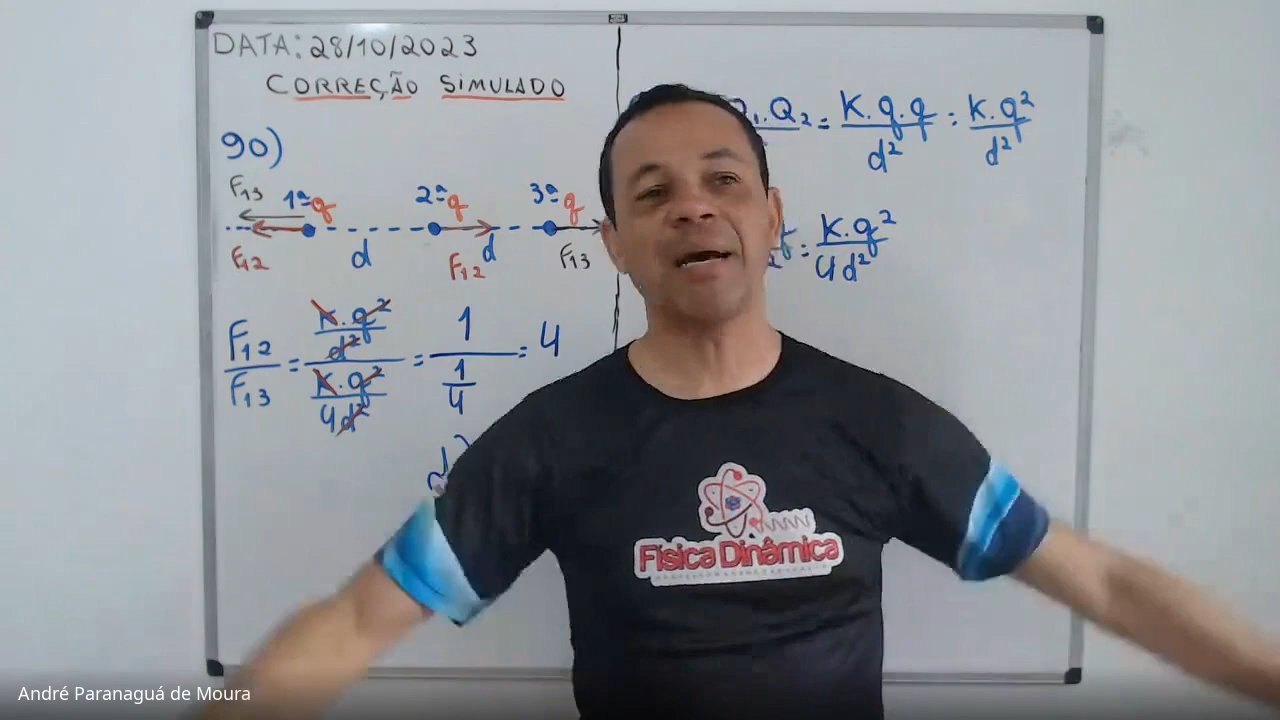 DATA: 28/10/2023
CORREÇÃO SIMULADO
90)
F13 1ª q 2ª q 3ª q
F12 d F12 d F13
F12/F13 = (K.q²/d²)/(K.q²/4d²) = 1/(1/4) = 4
d)
Q1.Q2 = K.q.q/d² = K.q²/d²
= K.q²/4d²
Física Dinâmica
André Paranaguá de Moura